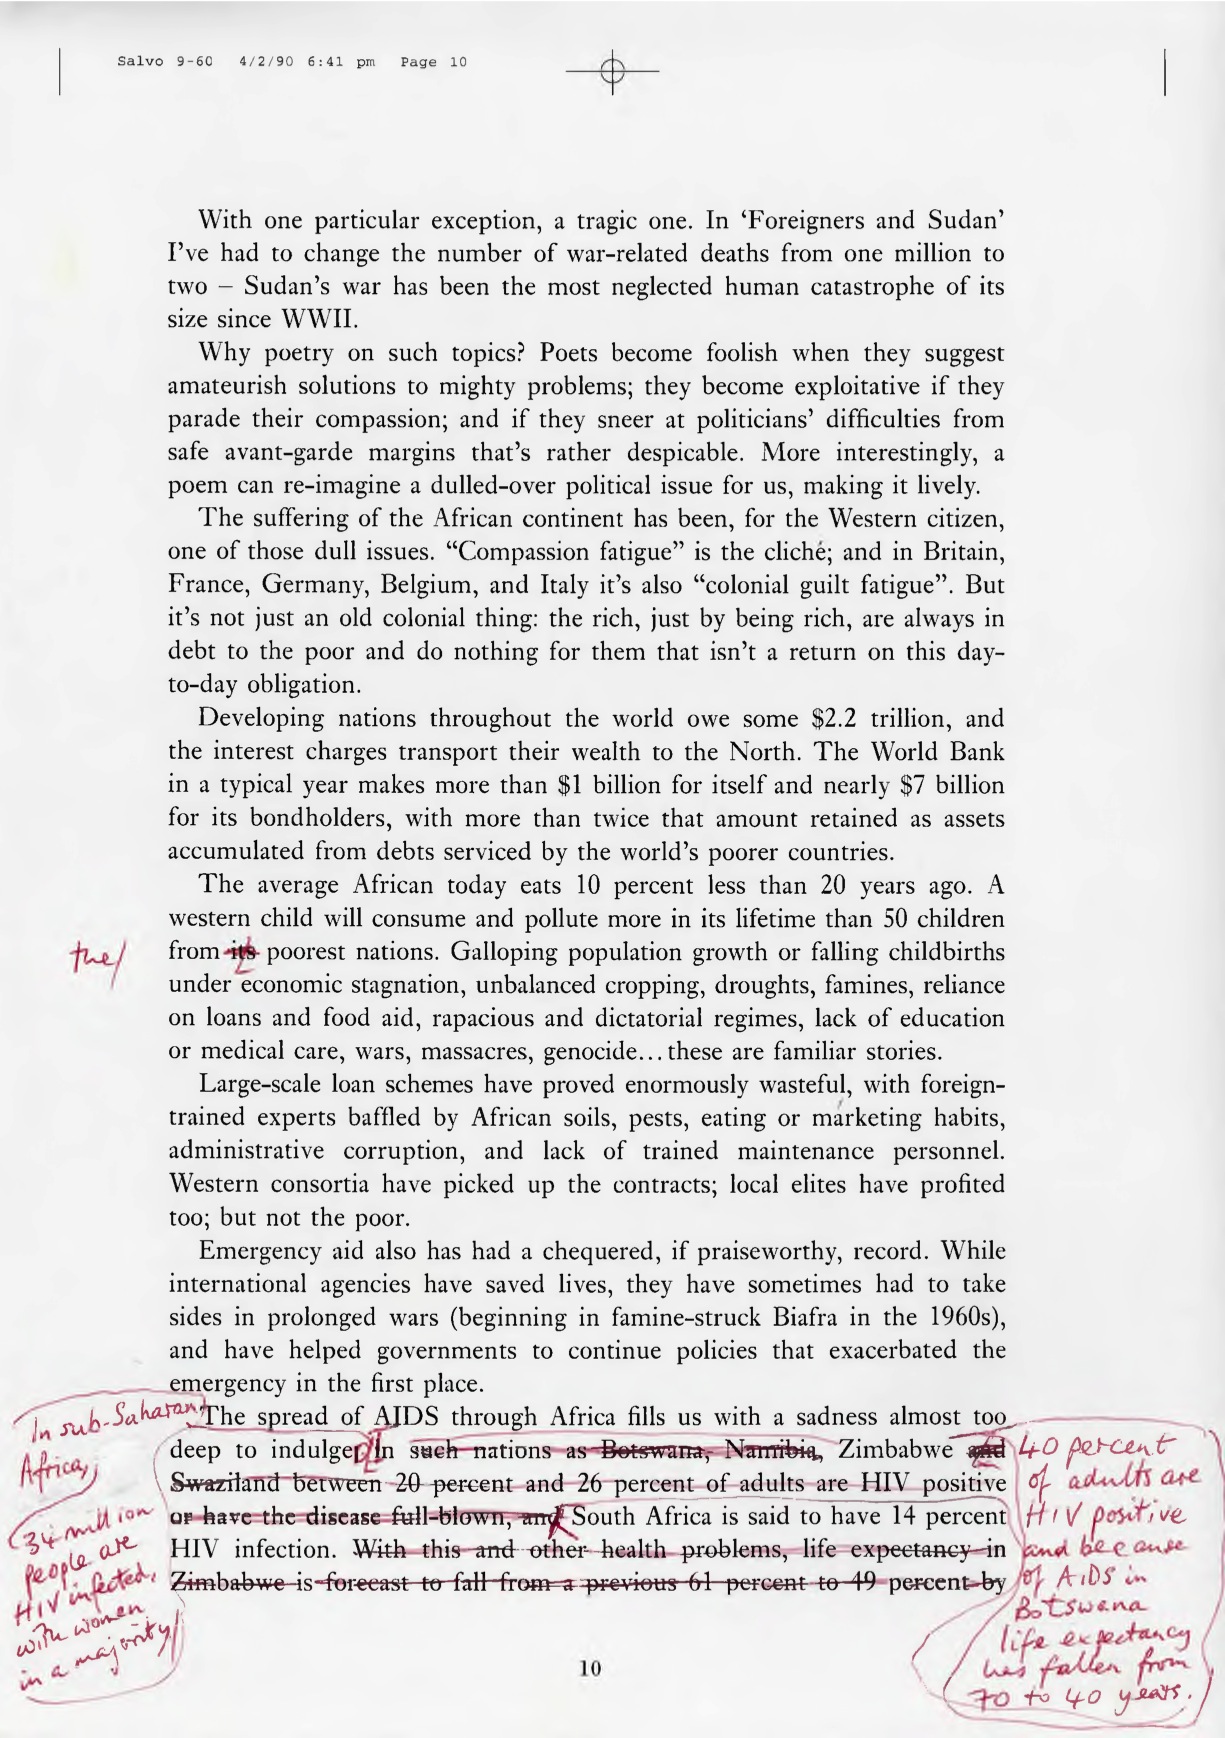 Salvo 9-60 4/2/90 6:41 pm Page 10
With one particular exception, a tragic one. In ‘Foreigners and Sudan’
I’ve had to change the number of war-related deaths from one million to
two – Sudan’s war has been the most neglected human catastrophe of its
size since WWII.
Why poetry on such topics? Poets become foolish when they suggest
amateurish solutions to mighty problems; they become exploitative if they
parade their compassion; and if they sneer at politicians’ difficulties from
safe avant-garde margins that’s rather despicable. More interestingly, a
poem can re-imagine a dulled-over political issue for us, making it lively.
The suffering of the African continent has been, for the Western citizen,
one of those dull issues. “Compassion fatigue” is the cliché; and in Britain,
France, Germany, Belgium, and Italy it’s also “colonial guilt fatigue”. But
it’s not just an old colonial thing: the rich, just by being rich, are always in
debt to the poor and do nothing for them that isn’t a return on this day-
to-day obligation.
Developing nations throughout the world owe some $2.2 trillion, and
the interest charges transport their wealth to the North. The World Bank
in a typical year makes more than $1 billion for itself and nearly $7 billion
for its bondholders, with more than twice that amount retained as assets
accumulated from debts serviced by the world’s poorer countries.
The average African today eats 10 percent less than 20 years ago. A
western child will consume and pollute more in its lifetime than 50 children
the/
from its poorest nations. Galloping population growth or falling childbirths
under economic stagnation, unbalanced cropping, droughts, famines, reliance
on loans and food aid, rapacious and dictatorial regimes, lack of education
or medical care, wars, massacres, genocide... these are familiar stories.
Large-scale loan schemes have proved enormously wasteful, with foreign-
trained experts baffled by African soils, pests, eating or marketing habits,
administrative corruption, and lack of trained maintenance personnel.
Western consortia have picked up the contracts; local elites have profited
too; but not the poor.
Emergency aid also has had a chequered, if praiseworthy, record. While
international agencies have saved lives, they have sometimes had to take
sides in prolonged wars (beginning in famine-struck Biafra in the 1960s),
and have helped governments to continue policies that exacerbated the
emergency in the first place.
The spread of AIDS through Africa fills us with a sadness almost too
deep to indulge. In such nations as Botswana, Namibia, Zimbabwe and
Swaziland between 20 percent and 26 percent of adults are HIV positive
or have the disease full-blown, and South Africa is said to have 14 percent
HIV infection. With this and other health problems, life expectancy in
Zimbabwe is forecast to fall from a previous 61 percent to 49 percent by
In sub-Saharan
Africa,
34 million
people are
HIV infected,
with women
in a majority/
40 percent
of adults are
HIV positive
and because
of AIDS in
Botswana
life expectancy
has fallen from
70 to 40 years.
10